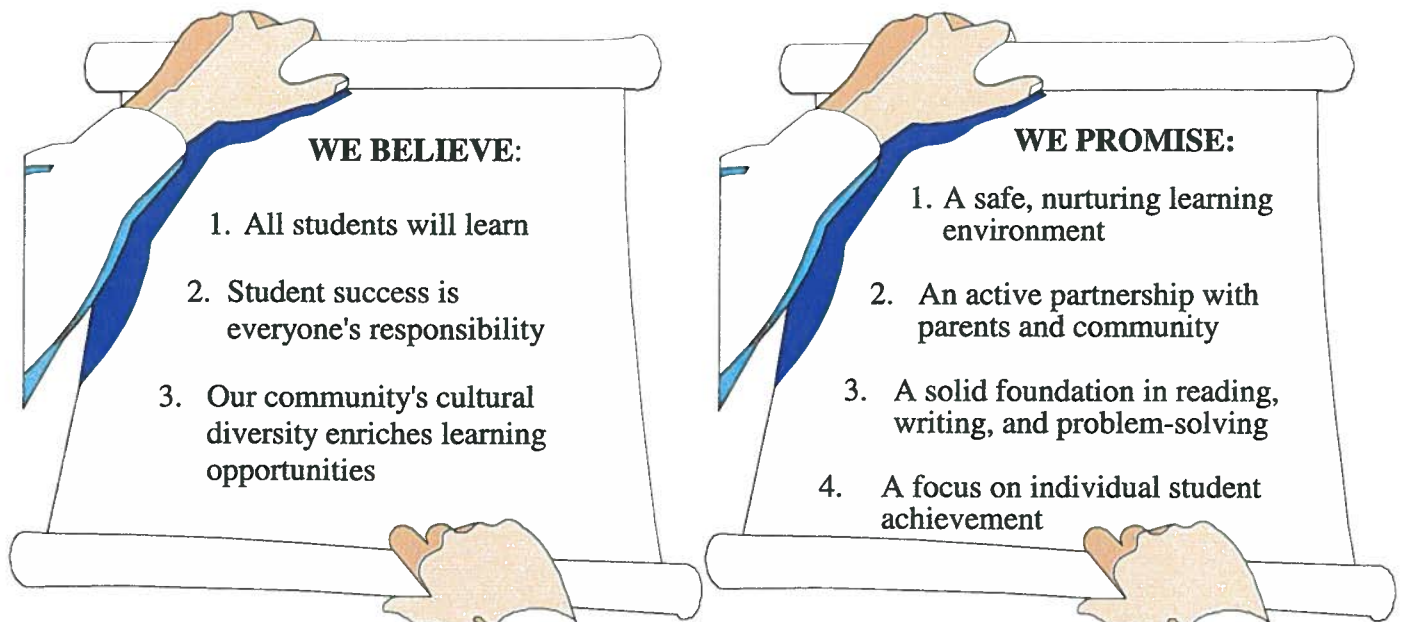 WE BELIEVE:
1. All students will learn
2. Student success is
everyone's responsibility
3. Our community's cultural
diversity enriches learning
opportunities
WE PROMISE:
1. A safe, nurturing learning
environment
2. An active partnership with
parents and community
3. A solid foundation in reading,
writing, and problem-solving
4. A focus on individual student
achievement